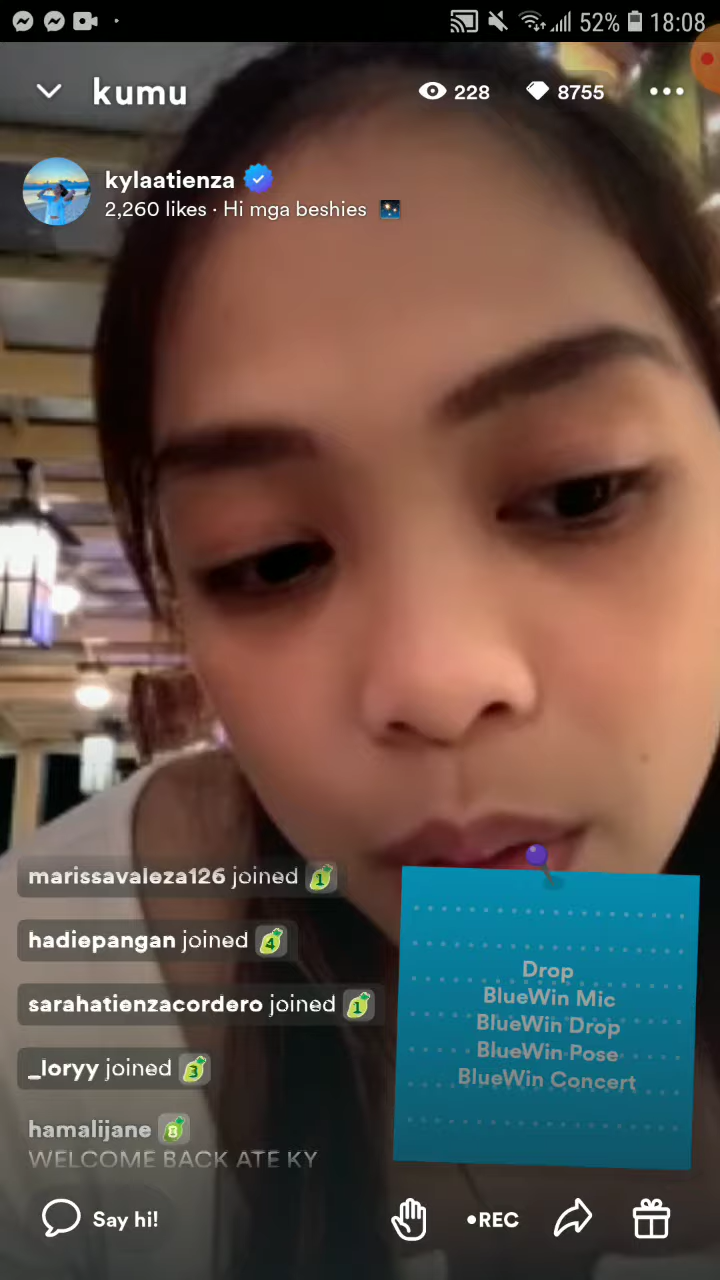 52% 18:08
kumu 228 8755
kylaatienza
2,260 likes · Hi mga beshies
marissavaleza126 joined 1
hadiepangan joined 4
sarahatienzacordero joined 1
_loryy joined 3
hamalijane 8
WELCOME BACK ATE KY
Drop
BlueWin Mic
BlueWin Drop
BlueWin Pose
BlueWin Concert
Say hi! •REC